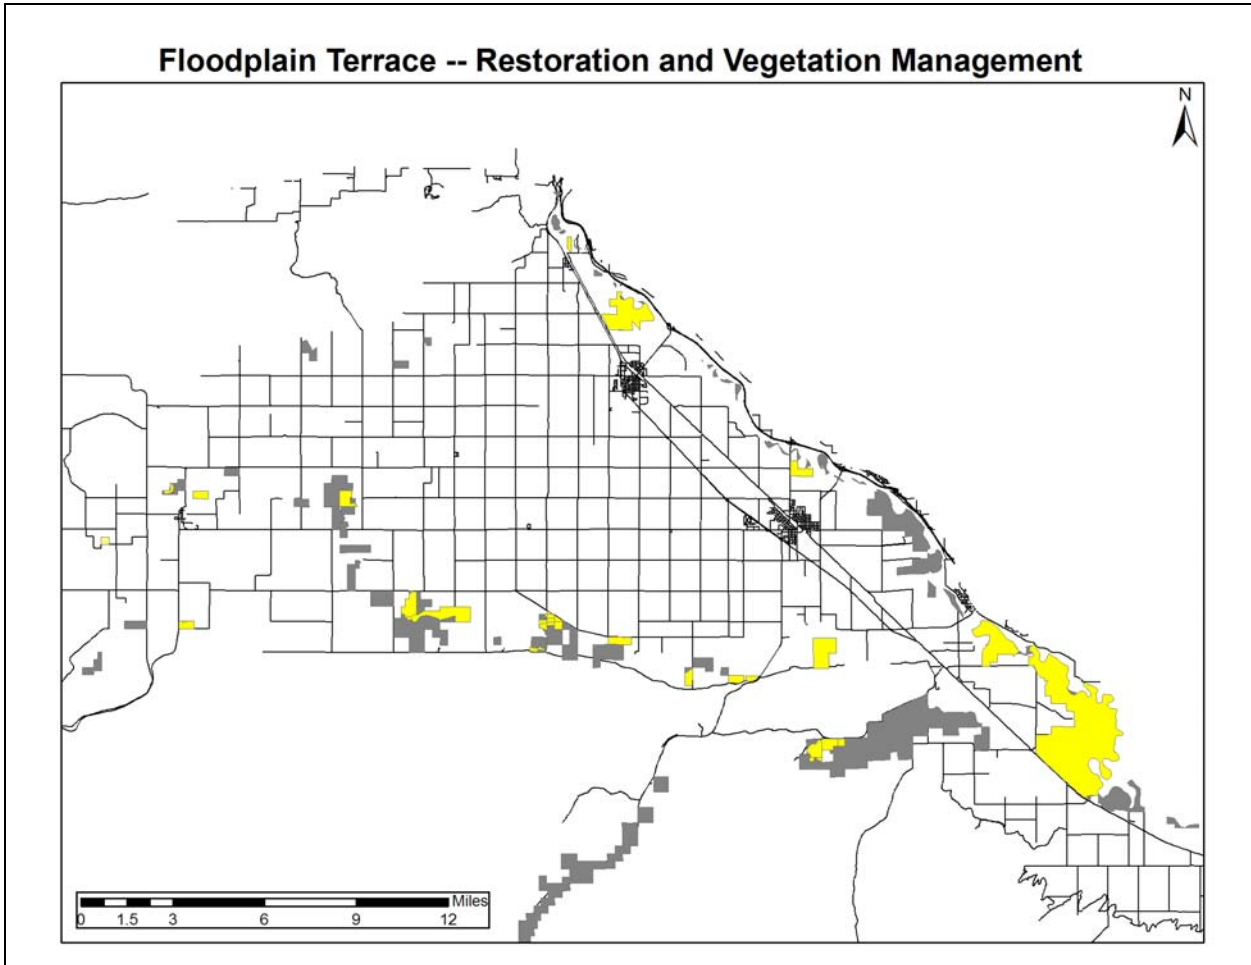 Floodplain Terrace -- Restoration and Vegetation Management
N
Miles
0 1.5 3 6 9 12